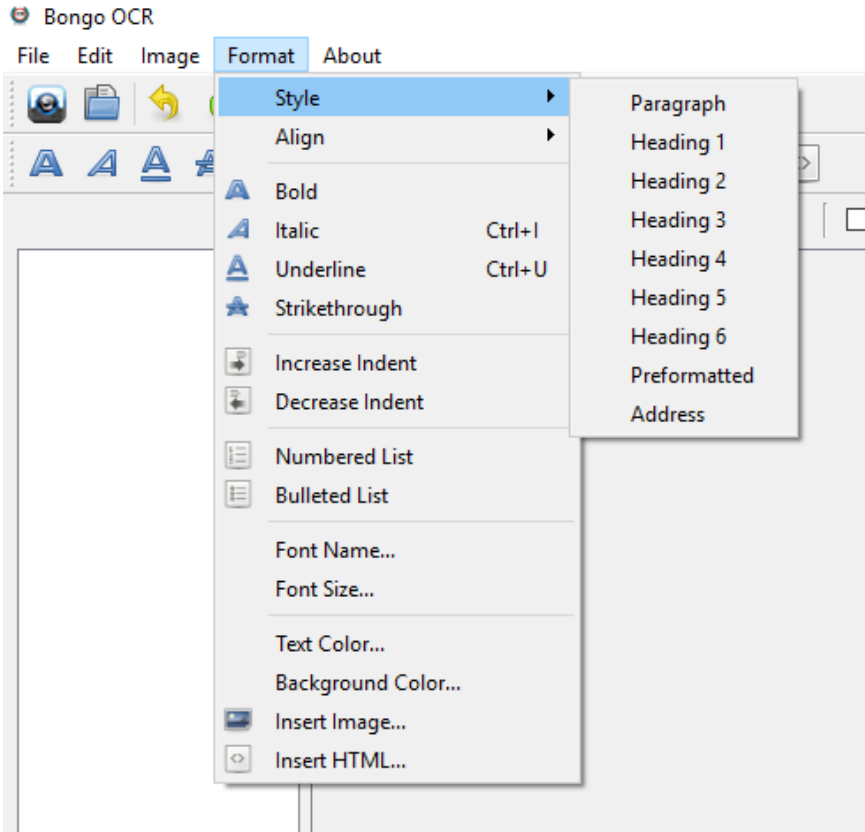 Bongo OCR
File Edit Image Format About
Style
Align
Bold
Italic Ctrl+I
Underline Ctrl+U
Strikethrough
Increase Indent
Decrease Indent
Numbered List
Bulleted List
Font Name...
Font Size...
Text Color...
Background Color...
Insert Image...
Insert HTML...
Paragraph
Heading 1
Heading 2
Heading 3
Heading 4
Heading 5
Heading 6
Preformatted
Address